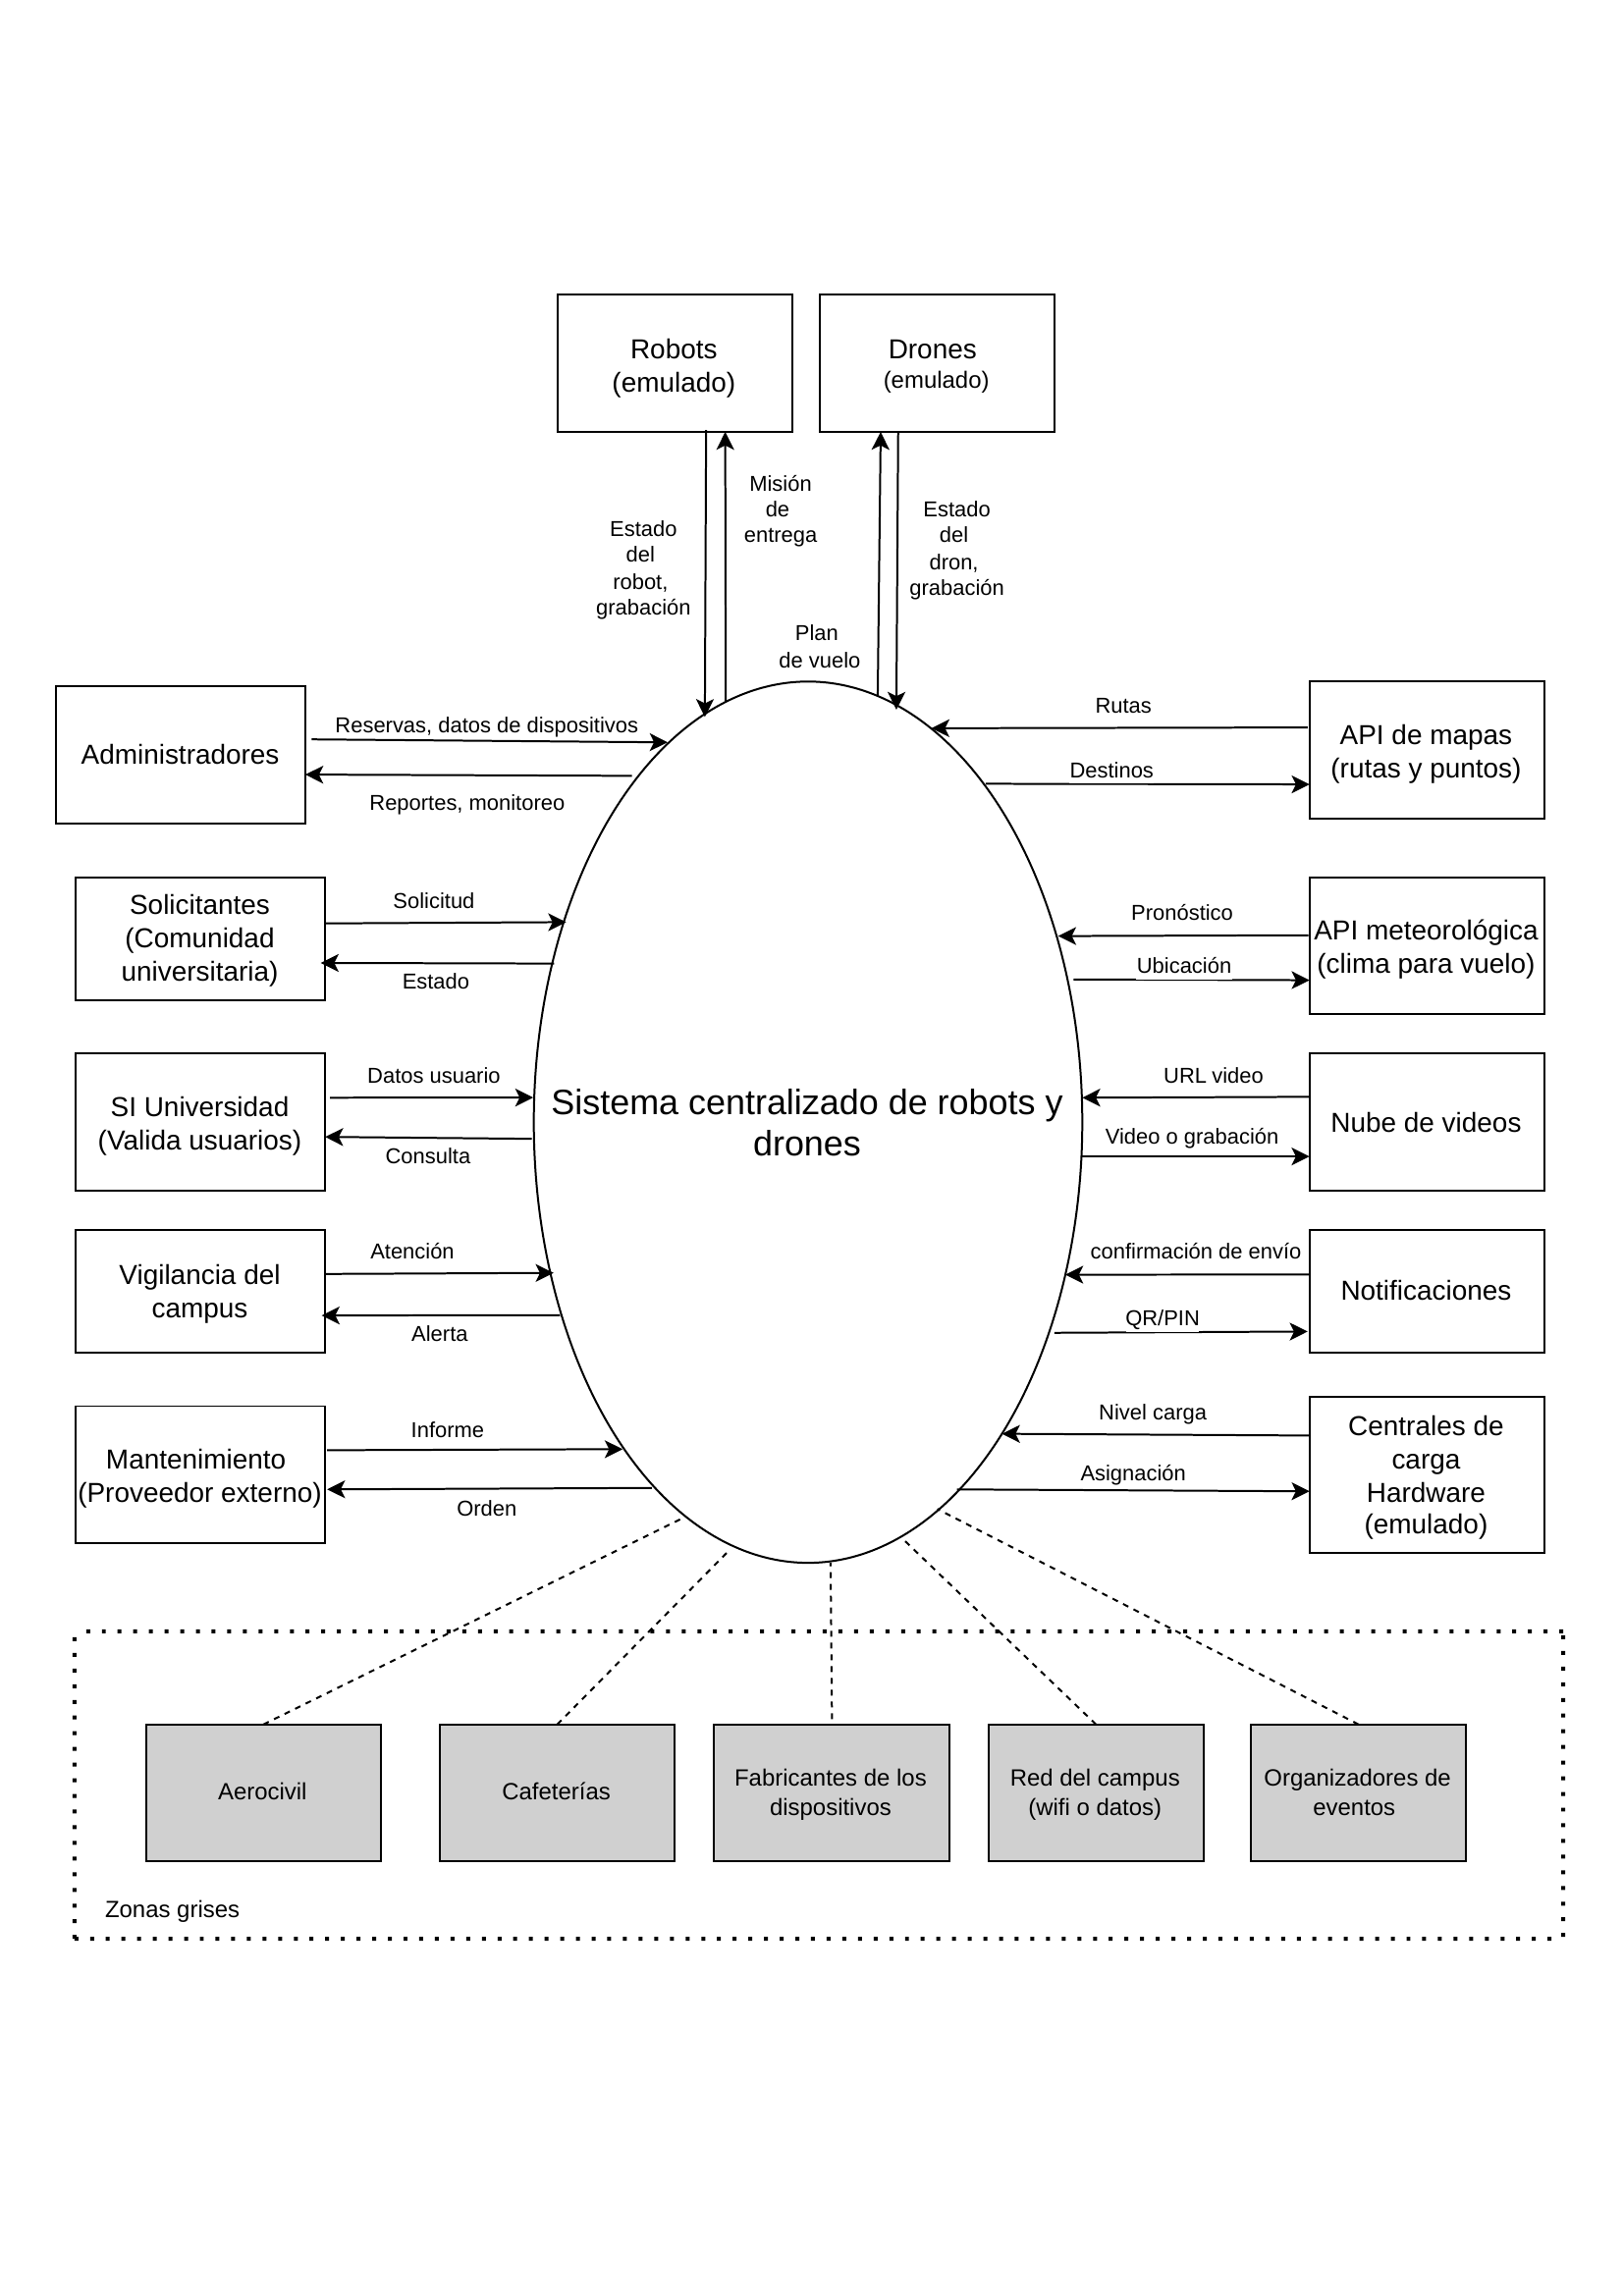 Robots
(emulado)
Drones
(emulado)
Misión
de
entrega
Estado
del
robot,
grabación
Estado
del
dron,
grabación
Plan
de vuelo
Administradores
Reservas, datos de dispositivos
Reportes, monitoreo
Rutas
Destinos
API de mapas
(rutas y puntos)
Solicitantes
(Comunidad
universitaria)
Solicitud
Estado
Pronóstico
Ubicación
API meteorológica
(clima para vuelo)
SI Universidad
(Valida usuarios)
Datos usuario
Consulta
Sistema centralizado de robots y
drones
URL video
Video o grabación
Nube de videos
Vigilancia del
campus
Atención
Alerta
confirmación de envío
QR/PIN
Notificaciones
Mantenimiento
(Proveedor externo)
Informe
Orden
Nivel carga
Asignación
Centrales de
carga
Hardware
(emulado)
Aerocivil
Cafeterías
Fabricantes de los
dispositivos
Red del campus
(wifi o datos)
Organizadores de
eventos
Zonas grises